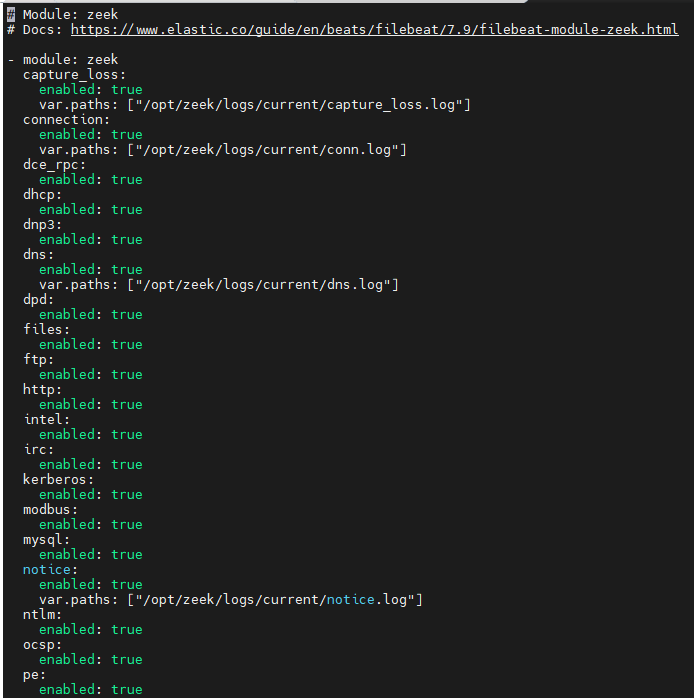 # Module: zeek
# Docs: https://www.elastic.co/guide/en/beats/filebeat/7.9/filebeat-module-zeek.html
- module: zeek
capture_loss:
enabled: true
var.paths: ["/opt/zeek/logs/current/capture_loss.log"]
connection:
enabled: true
var.paths: ["/opt/zeek/logs/current/conn.log"]
dce_rpc:
enabled: true
dhcp:
enabled: true
dnp3:
enabled: true
dns:
enabled: true
var.paths: ["/opt/zeek/logs/current/dns.log"]
dpd:
enabled: true
files:
enabled: true
ftp:
enabled: true
http:
enabled: true
intel:
enabled: true
irc:
enabled: true
kerberos:
enabled: true
modbus:
enabled: true
mysql:
enabled: true
notice:
enabled: true
var.paths: ["/opt/zeek/logs/current/notice.log"]
ntlm:
enabled: true
ocsp:
enabled: true
pe:
enabled: true